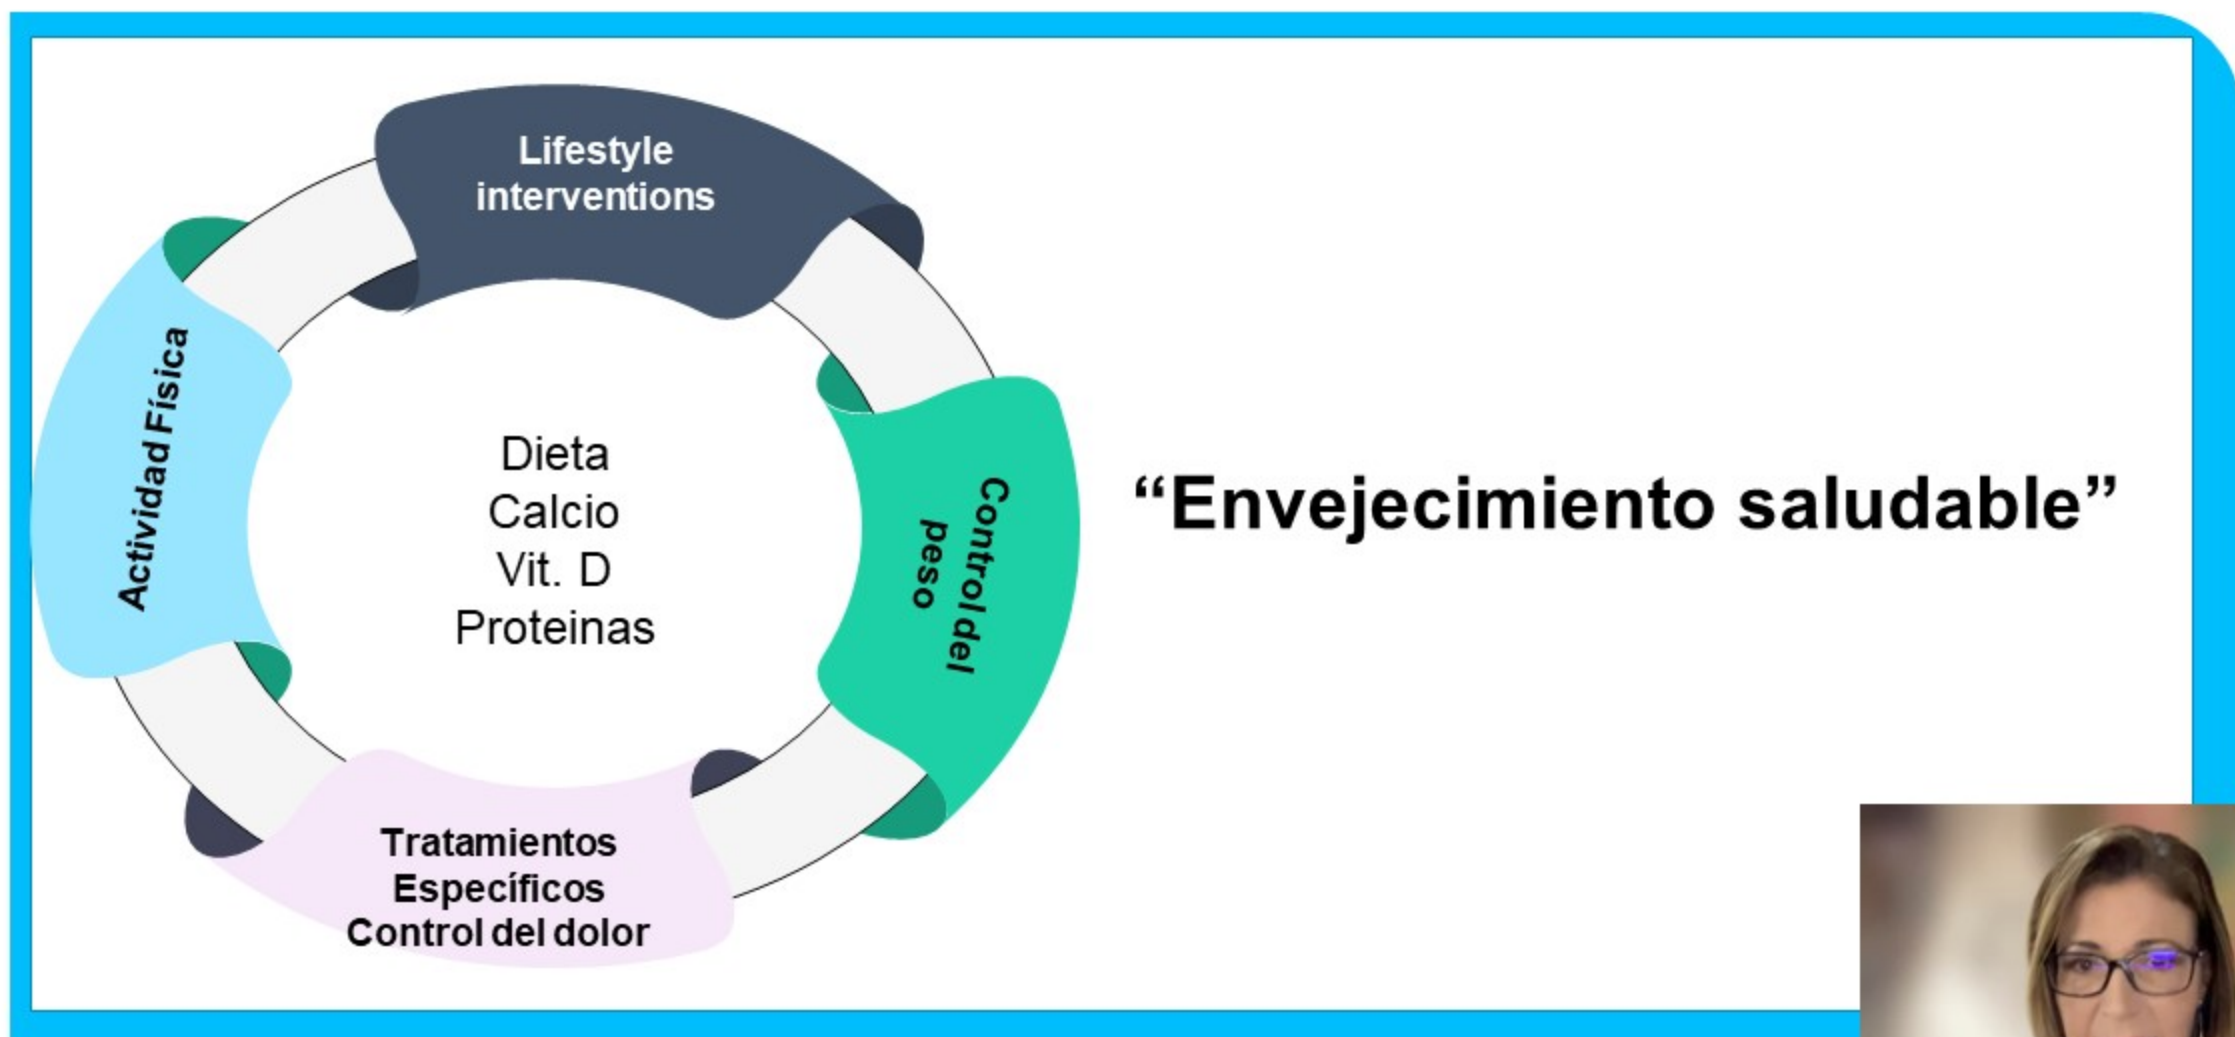 Lifestyle
interventions
Actividad Física
Dieta
Calcio
Vit. D
Proteinas
Control del
peso
Tratamientos
Específicos
Control del dolor
“Envejecimiento saludable”